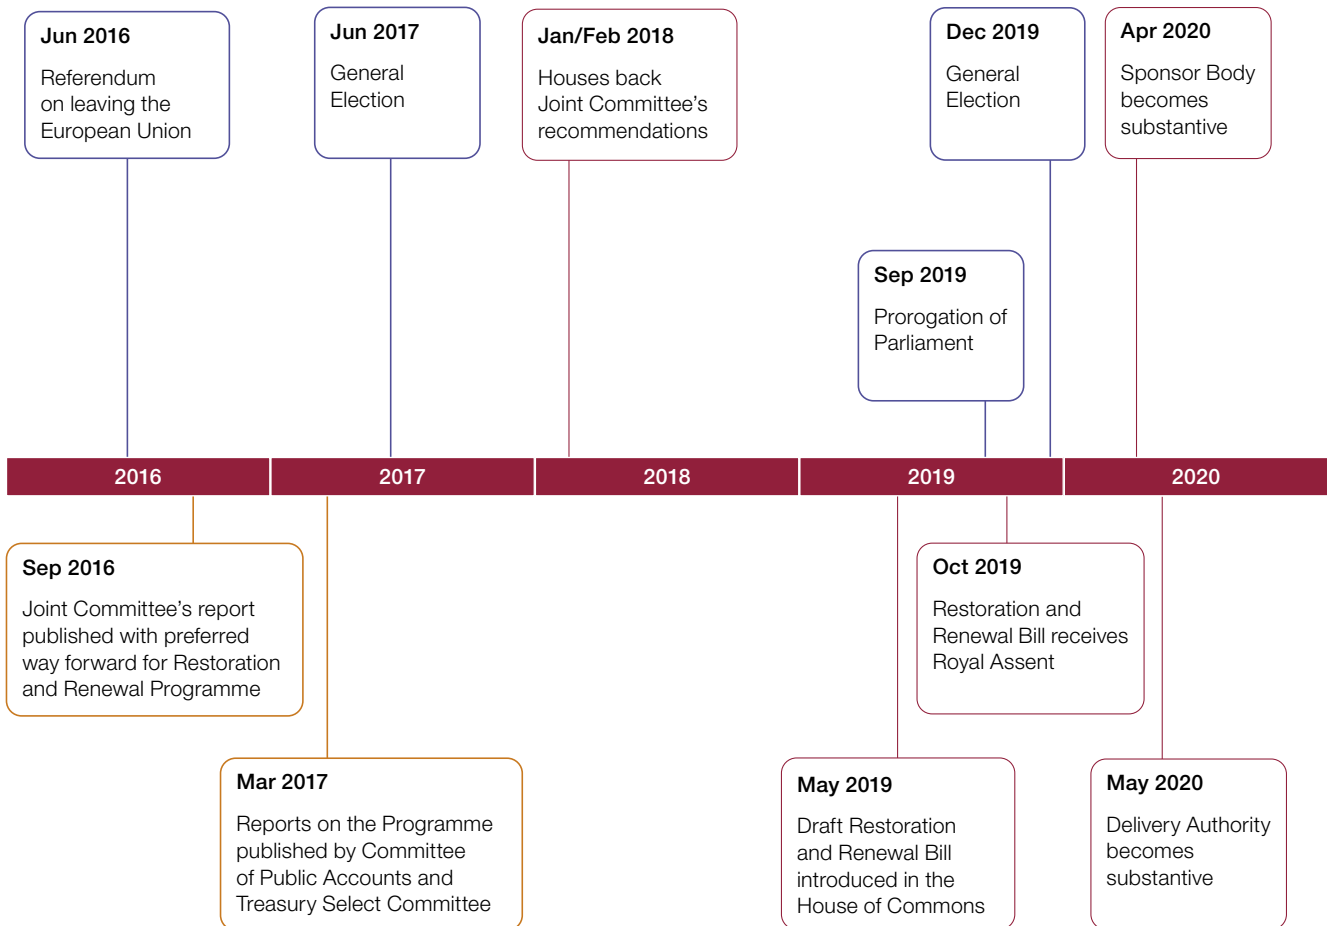 Jun 2016
Referendum
on leaving the
European Union
Jun 2017
General
Election
Jan/Feb 2018
Houses back
Joint Committee’s
recommendations
Dec 2019
General
Election
Apr 2020
Sponsor Body
becomes
substantive
Sep 2019
Prorogation of
Parliament
2016
2017
2018
2019
2020
Sep 2016
Joint Committee’s report
published with preferred
way forward for Restoration
and Renewal Programme
Oct 2019
Restoration and
Renewal Bill receives
Royal Assent
Mar 2017
Reports on the Programme
published by Committee
of Public Accounts and
Treasury Select Committee
May 2019
Draft Restoration
and Renewal Bill
introduced in the
House of Commons
May 2020
Delivery Authority
becomes
substantive